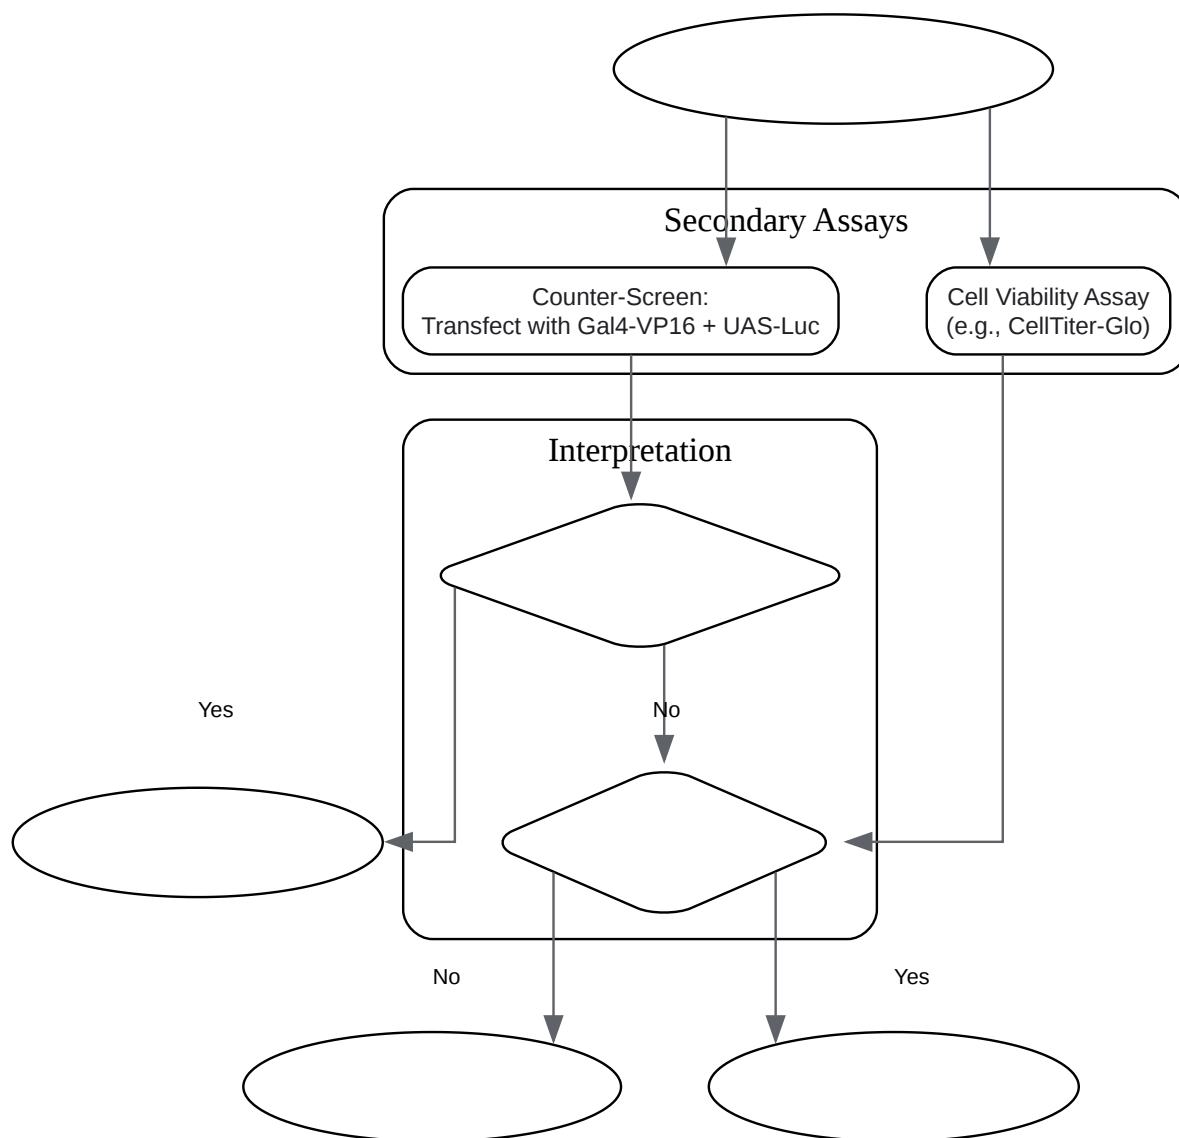 Secondary Assays
Counter-Screen:
Transfect with Gal4-VP16 + UAS-Luc
Cell Viability Assay
(e.g., CellTiter-Glo)
Interpretation
Yes
No
No
Yes